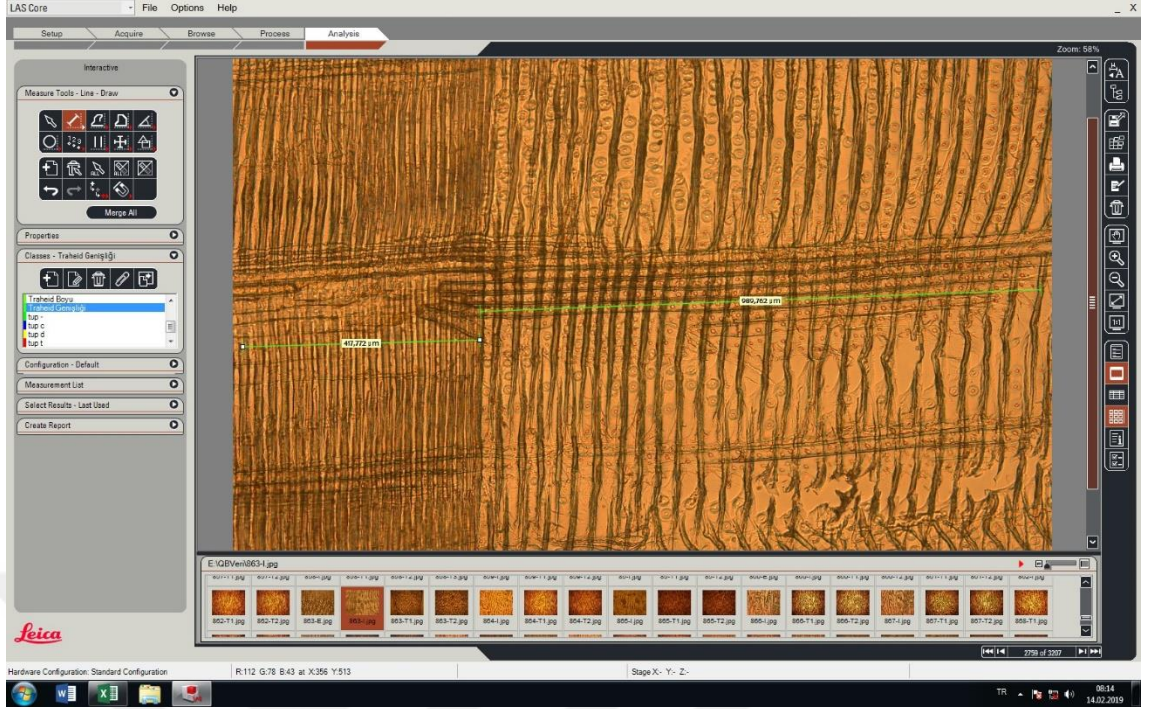 LAS Core File Options Help _ X
Setup Acquire Browse Process Analysis
Zoom: 58%
Interactive
Measure Tools - Line - Draw
Merge All
Properties
Classes - Traheid Genişliği
Traheid Boyu
Traheid Genişliği
tup -
tup c
tup d
tup t
Configuration - Default
Measurement List
Select Results - Last Used
Create Report
989,762 µm
417,772 µm
E:\QBVeri\863-I.jpg
862-T1.jpg 862-T2.jpg 863-B.jpg 863-I.jpg 863-T1.jpg 863-T2.jpg 864-I.jpg 864-T1.jpg 864-T2.jpg 865-I.jpg 865-T1.jpg 865-T2.jpg 866-I.jpg 866-T1.jpg 866-T2.jpg 867-I.jpg 867-T1.jpg 867-T2.jpg 868-T1.jpg
Leica
2759 of 3207
Hardware Configuration: Standard Configuration R:112 G:78 B:43 at X:356 Y:513 Stage X:- Y:- Z:-
TR 08:14
14.02.2019